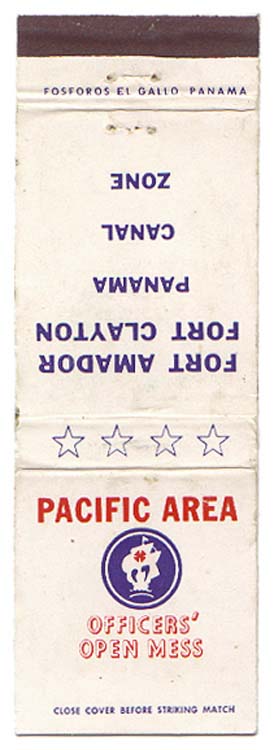 FOSFOROS EL GALLO PANAMA
FORT AMADOR
FORT CLAYTON
PANAMA
CANAL
ZONE
PACIFIC AREA
OFFICERS'
OPEN MESS
CLOSE COVER BEFORE STRIKING MATCH